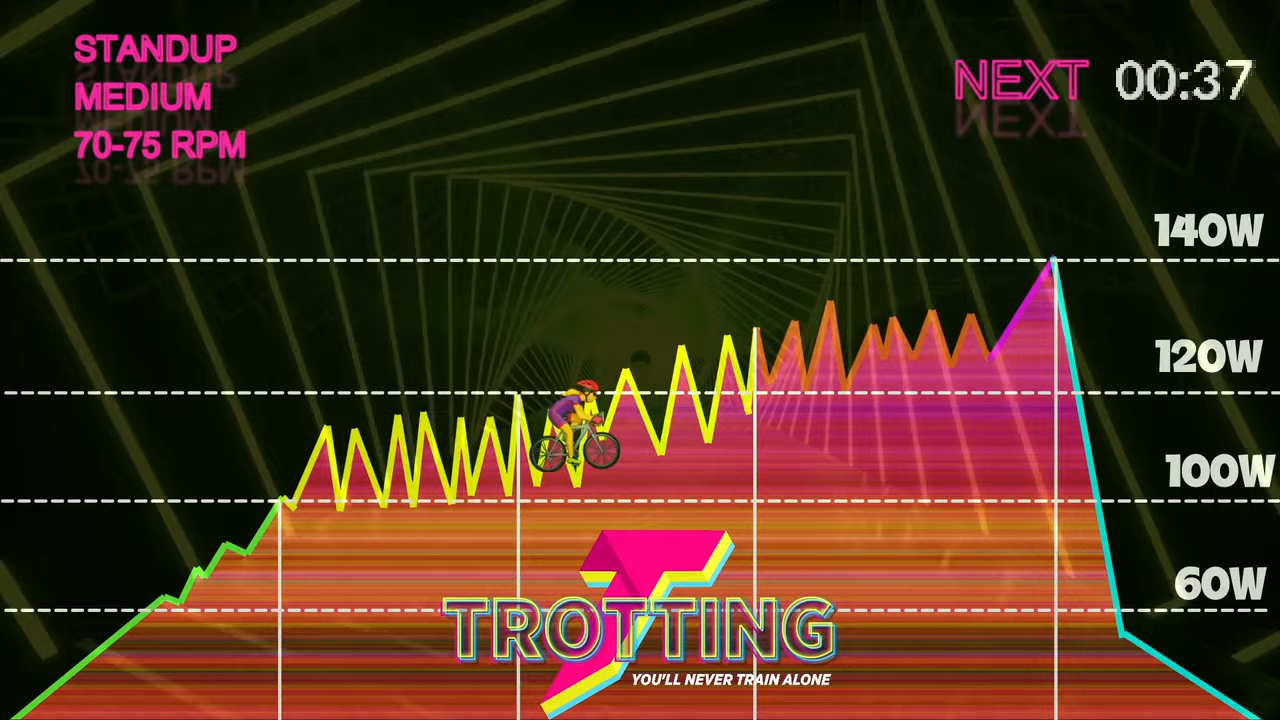 STANDUP
MEDIUM
70-75 RPM
NEXT 00:37
140W
120W
100W
60W
TROTTING
YOU'LL NEVER TRAIN ALONE